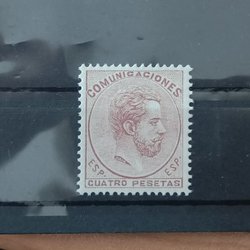 COMUNICACIONES
ESP. ESP.
CUATRO PESETAS